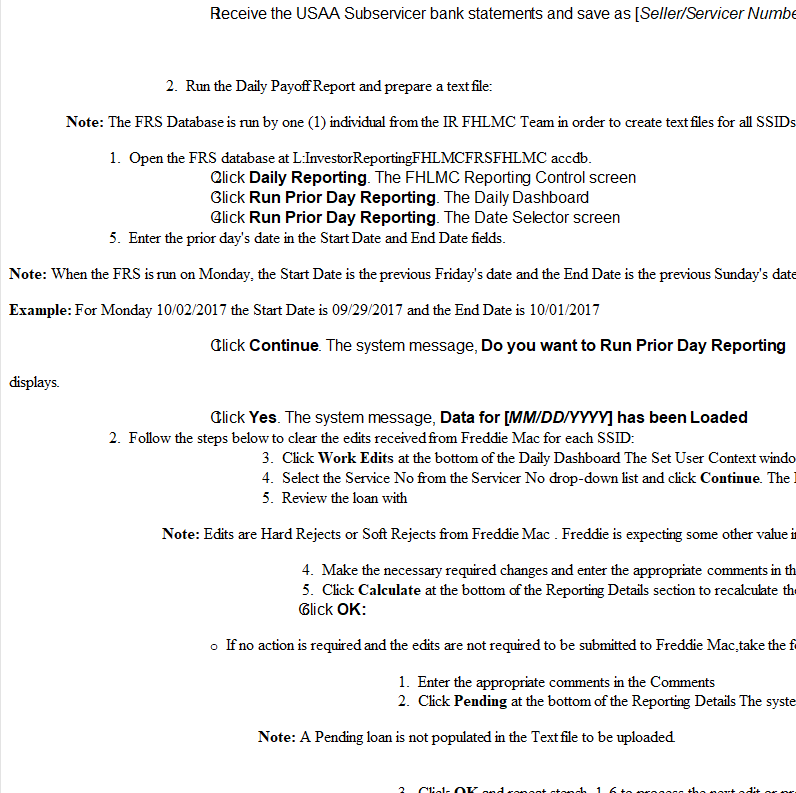 Receive the USAA Subservicer bank statements and save as [Seller/Servicer Numbe
2. Run the Daily Payoff Report and prepare a text file:
Note: The FRS Database is run by one (1) individual from the IR FHLMC Team in order to create text files for all SSIDs
1. Open the FRS database at L:InvestorReportingFHLMCFRSFHLMC accdb.
Click Daily Reporting. The FHLMC Reporting Control screen
Click Run Prior Day Reporting. The Daily Dashboard
Click Run Prior Day Reporting. The Date Selector screen
5. Enter the prior day's date in the Start Date and End Date fields.
Note: When the FRS is run on Monday, the Start Date is the previous Friday's date and the End Date is the previous Sunday's date
Example: For Monday 10/02/2017 the Start Date is 09/29/2017 and the End Date is 10/01/2017
Click Continue. The system message, Do you want to Run Prior Day Reporting
displays.
Click Yes. The system message, Data for [MM/DD/YYYY] has been Loaded
2. Follow the steps below to clear the edits received from Freddie Mac for each SSID:
3. Click Work Edits at the bottom of the Daily Dashboard The Set User Context windo
4. Select the Service No from the Servicer No drop-down list and click Continue. The
5. Review the loan with
Note: Edits are Hard Rejects or Soft Rejects from Freddie Mac . Freddie is expecting some other value i
4. Make the necessary required changes and enter the appropriate comments in th
5. Click Calculate at the bottom of the Reporting Details section to recalculate the
Click OK:
o If no action is required and the edits are not required to be submitted to Freddie Mac,take the f
1. Enter the appropriate comments in the Comments
2. Click Pending at the bottom of the Reporting Details The syste
Note: A Pending loan is not populated in the Text file to be uploaded.
3. Click OK and repeat steps 1-6 to process the next edit or pr